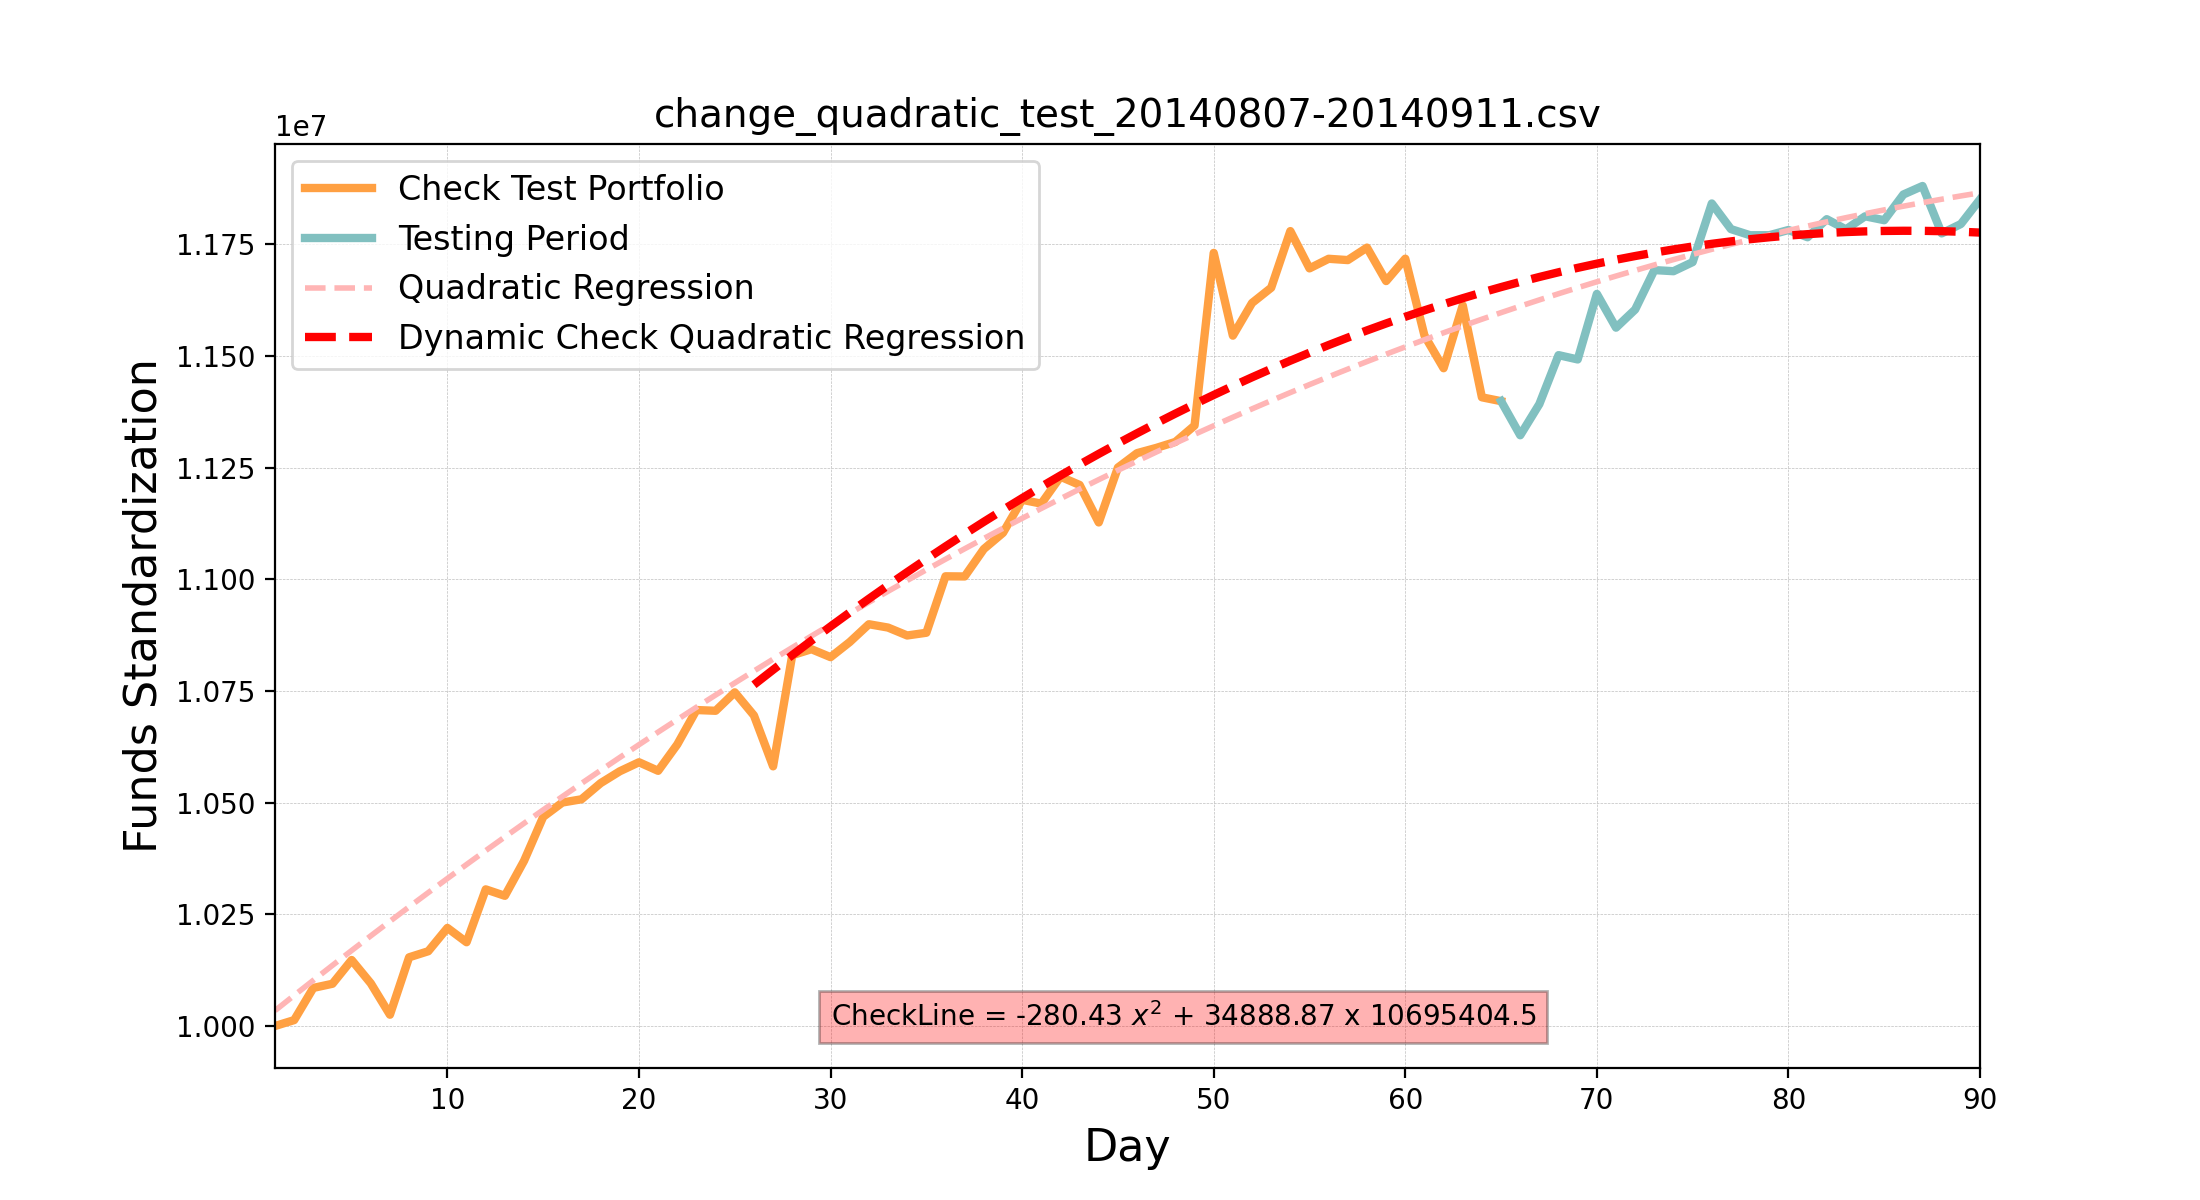 change_quadratic_test_20140807-20140911.csv
1e7
Check Test Portfolio
Testing Period
Quadratic Regression
Dynamic Check Quadratic Regression
Funds Standardization
1.175
1.150
1.125
1.100
1.075
1.050
1.025
1.000
CheckLine = -280.43 x² + 34888.87 x 10695404.5
10 20 30 40 50 60 70 80 90
Day